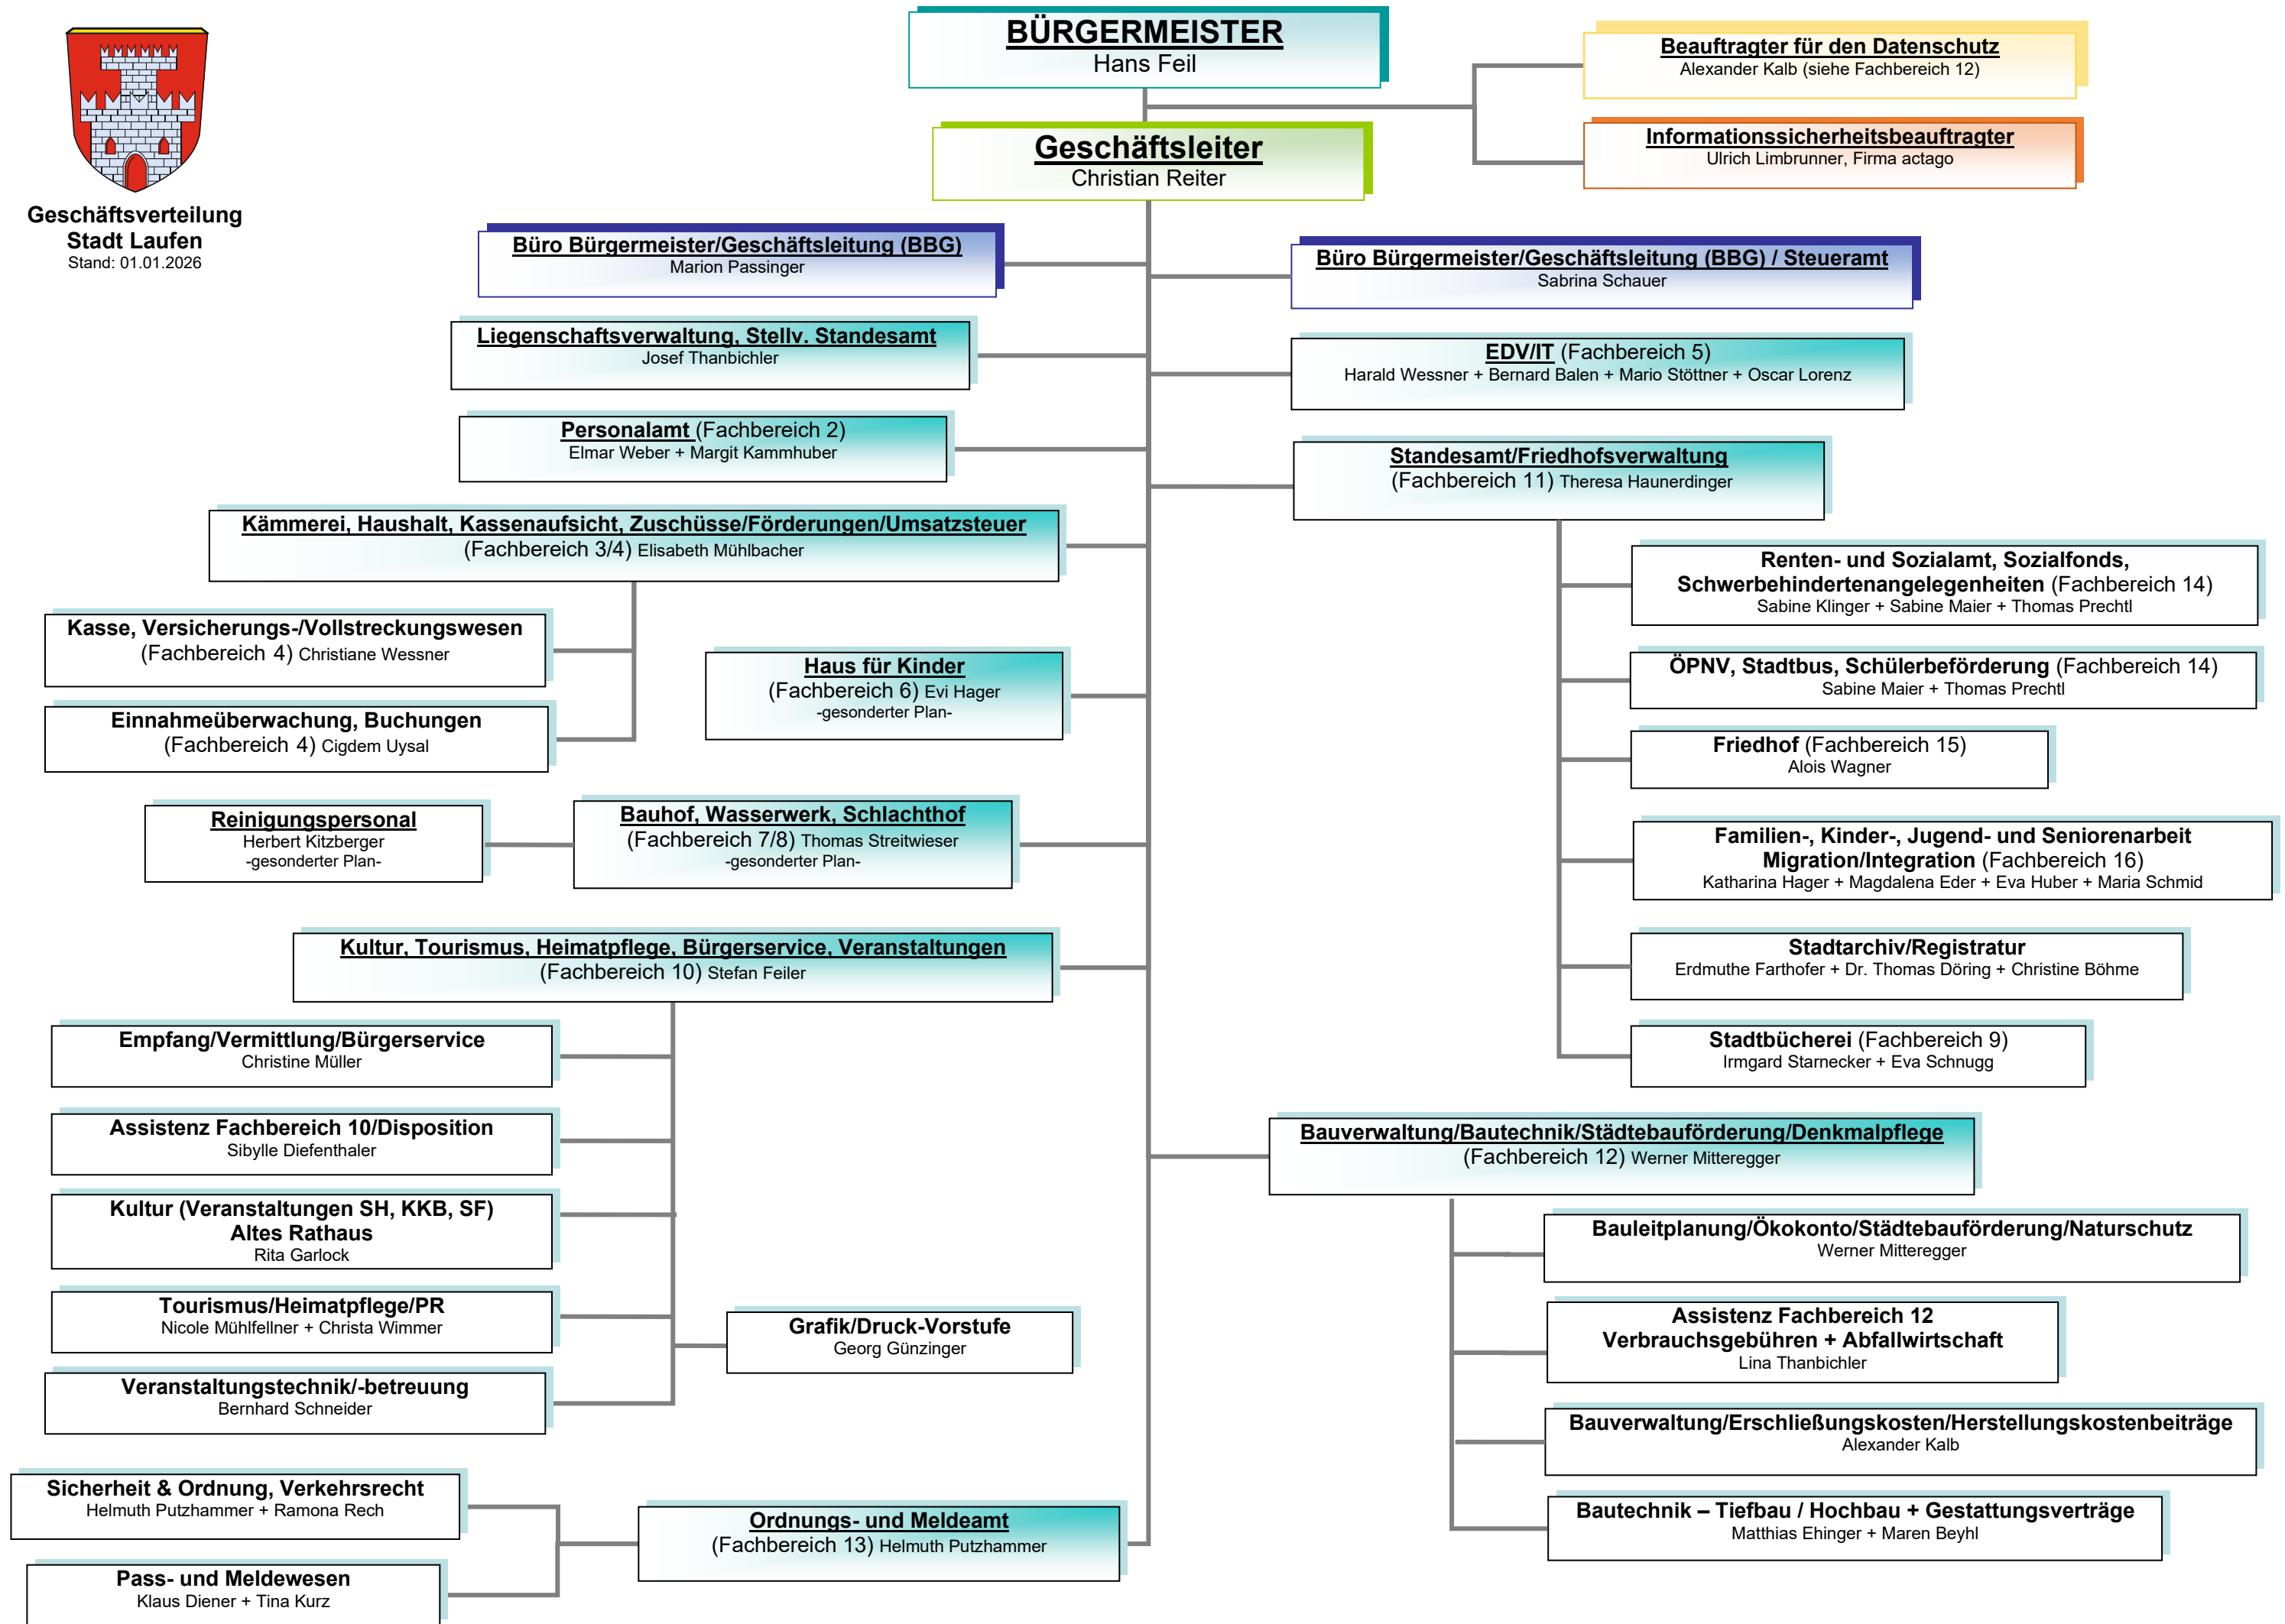 Geschäftsverteilung
Stadt Laufen
Stand: 01.01.2026
BÜRGERMEISTER
Hans Feil
Beauftragter für den Datenschutz
Alexander Kalb (siehe Fachbereich 12)
Informationssicherheitsbeauftragter
Ulrich Limbrunner, Firma actago
Geschäftsleiter
Christian Reiter
Büro Bürgermeister/Geschäftsleitung (BBG)
Marion Passinger
Büro Bürgermeister/Geschäftsleitung (BBG) / Steueramt
Sabrina Schauer
Liegenschaftsverwaltung, Stellv. Standesamt
Josef Thanbichler
EDV/IT (Fachbereich 5)
Harald Wessner + Bernard Balen + Mario Stöttner + Oscar Lorenz
Personalamt (Fachbereich 2)
Elmar Weber + Margit Kammhuber
Standesamt/Friedhofsverwaltung
(Fachbereich 11) Theresa Haunerdinger
Kämmerei, Haushalt, Kassenaufsicht, Zuschüsse/Förderungen/Umsatzsteuer
(Fachbereich 3/4) Elisabeth Mühlbacher
Kasse, Versicherungs-/Vollstreckungswesen
(Fachbereich 4) Christiane Wessner
Einnahmeüberwachung, Buchungen
(Fachbereich 4) Cigdem Uysal
Haus für Kinder
(Fachbereich 6) Evi Hager
-gesonderter Plan-
Renten- und Sozialamt, Sozialfonds,
Schwerbehindertenangelegenheiten (Fachbereich 14)
Sabine Klinger + Sabine Maier + Thomas Prechtl
ÖPNV, Stadtbus, Schülerbeförderung (Fachbereich 14)
Sabine Maier + Thomas Prechtl
Friedhof (Fachbereich 15)
Alois Wagner
Familien-, Kinder-, Jugend- und Seniorenarbeit
Migration/Integration (Fachbereich 16)
Katharina Hager + Magdalena Eder + Eva Huber + Maria Schmid
Stadtarchiv/Registratur
Erdmuthe Farthofer + Dr. Thomas Döring + Christine Böhme
Stadtbücherei (Fachbereich 9)
Irmgard Starnecker + Eva Schnugg
Reinigungspersonal
Herbert Kitzberger
-gesonderter Plan-
Bauhof, Wasserwerk, Schlachthof
(Fachbereich 7/8) Thomas Streitwieser
-gesonderter Plan-
Kultur, Tourismus, Heimatpflege, Bürgerservice, Veranstaltungen
(Fachbereich 10) Stefan Feiler
Empfang/Vermittlung/Bürgerservice
Christine Müller
Assistenz Fachbereich 10/Disposition
Sibylle Diefenthaler
Kultur (Veranstaltungen SH, KKB, SF)
Altes Rathaus
Rita Garlock
Tourismus/Heimatpflege/PR
Nicole Mühlfellner + Christa Wimmer
Grafik/Druck-Vorstufe
Georg Günzinger
Veranstaltungstechnik/-betreuung
Bernhard Schneider
Bauverwaltung/Bautechnik/Städtebauförderung/Denkmalpflege
(Fachbereich 12) Werner Mitteregger
Bauleitplanung/Ökokonto/Städtebauförderung/Naturschutz
Werner Mitteregger
Assistenz Fachbereich 12
Verbrauchsgebühren + Abfallwirtschaft
Lina Thanbichler
Bauverwaltung/Erschließungskosten/Herstellungskostenbeiträge
Alexander Kalb
Bautechnik – Tiefbau / Hochbau + Gestattungsverträge
Matthias Ehinger + Maren Beyhl
Sicherheit & Ordnung, Verkehrsrecht
Helmuth Putzhammer + Ramona Rech
Ordnungs- und Meldeamt
(Fachbereich 13) Helmuth Putzhammer
Pass- und Meldewesen
Klaus Diener + Tina Kurz